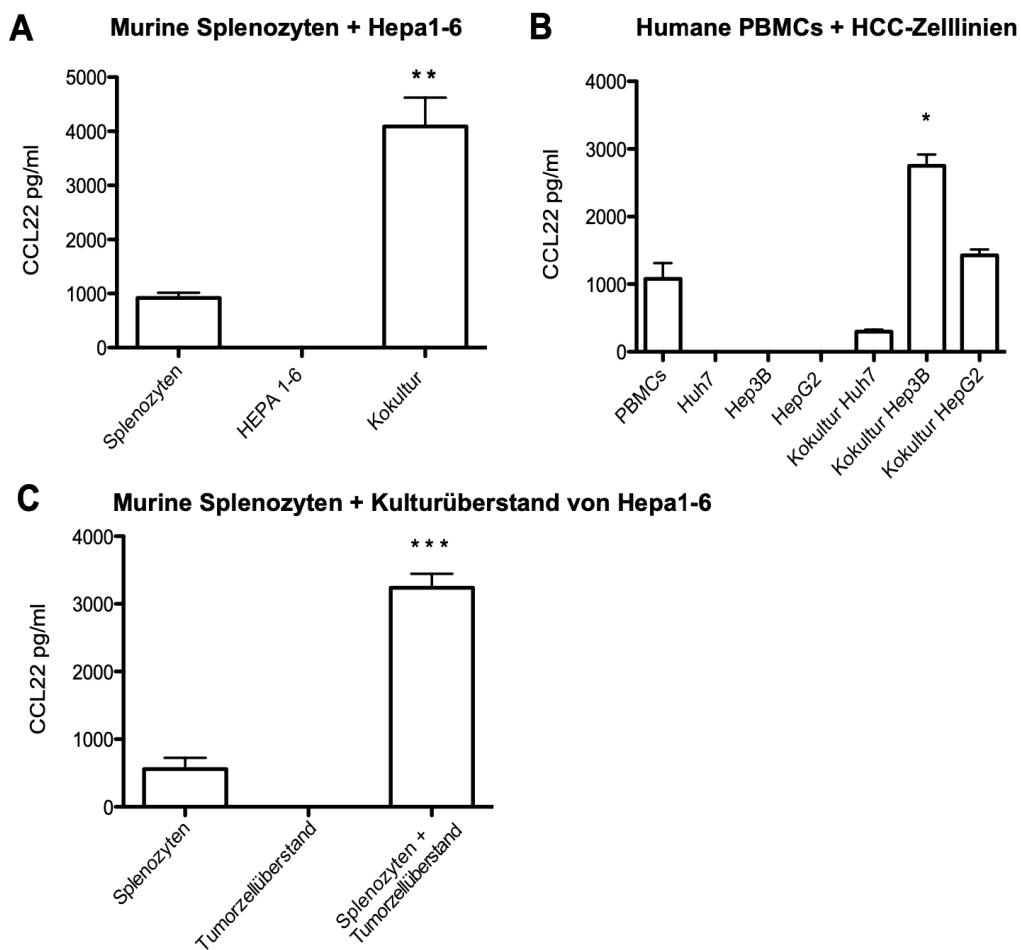 A
Murine Splenozyten + Hepa1-6
5000
4000
3000
2000
1000
0
CCL22 pg/ml
**
Splenozyten
HEPA 1-6
Kokultur
B
Humane PBMCs + HCC-Zelllinien
4000
3000
2000
1000
0
CCL22 pg/ml
*
PBMCs
Huh7
Hep3B
HepG2
Kokultur Huh7
Kokultur Hep3B
Kokultur HepG2
C
Murine Splenozyten + Kulturüberstand von Hepa1-6
4000
3000
2000
1000
0
CCL22 pg/ml
***
Splenozyten
Tumorzellüberstand
Splenozyten +
Tumorzellüberstand